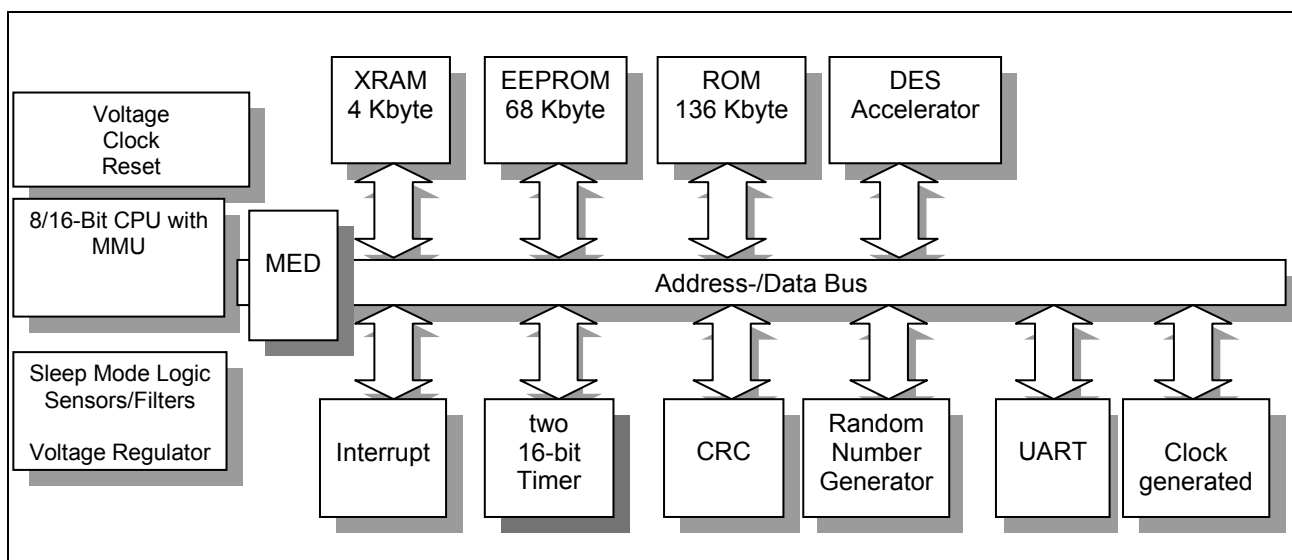 XRAM
4 Kbyte
EEPROM
68 Kbyte
ROM
136 Kbyte
DES
Accelerator
Voltage
Clock
Reset
8/16-Bit CPU with
MMU
MED
Address-/Data Bus
Sleep Mode Logic
Sensors/Filters
Voltage Regulator
Interrupt
two
16-bit
Timer
CRC
Random
Number
Generator
UART
Clock
generated